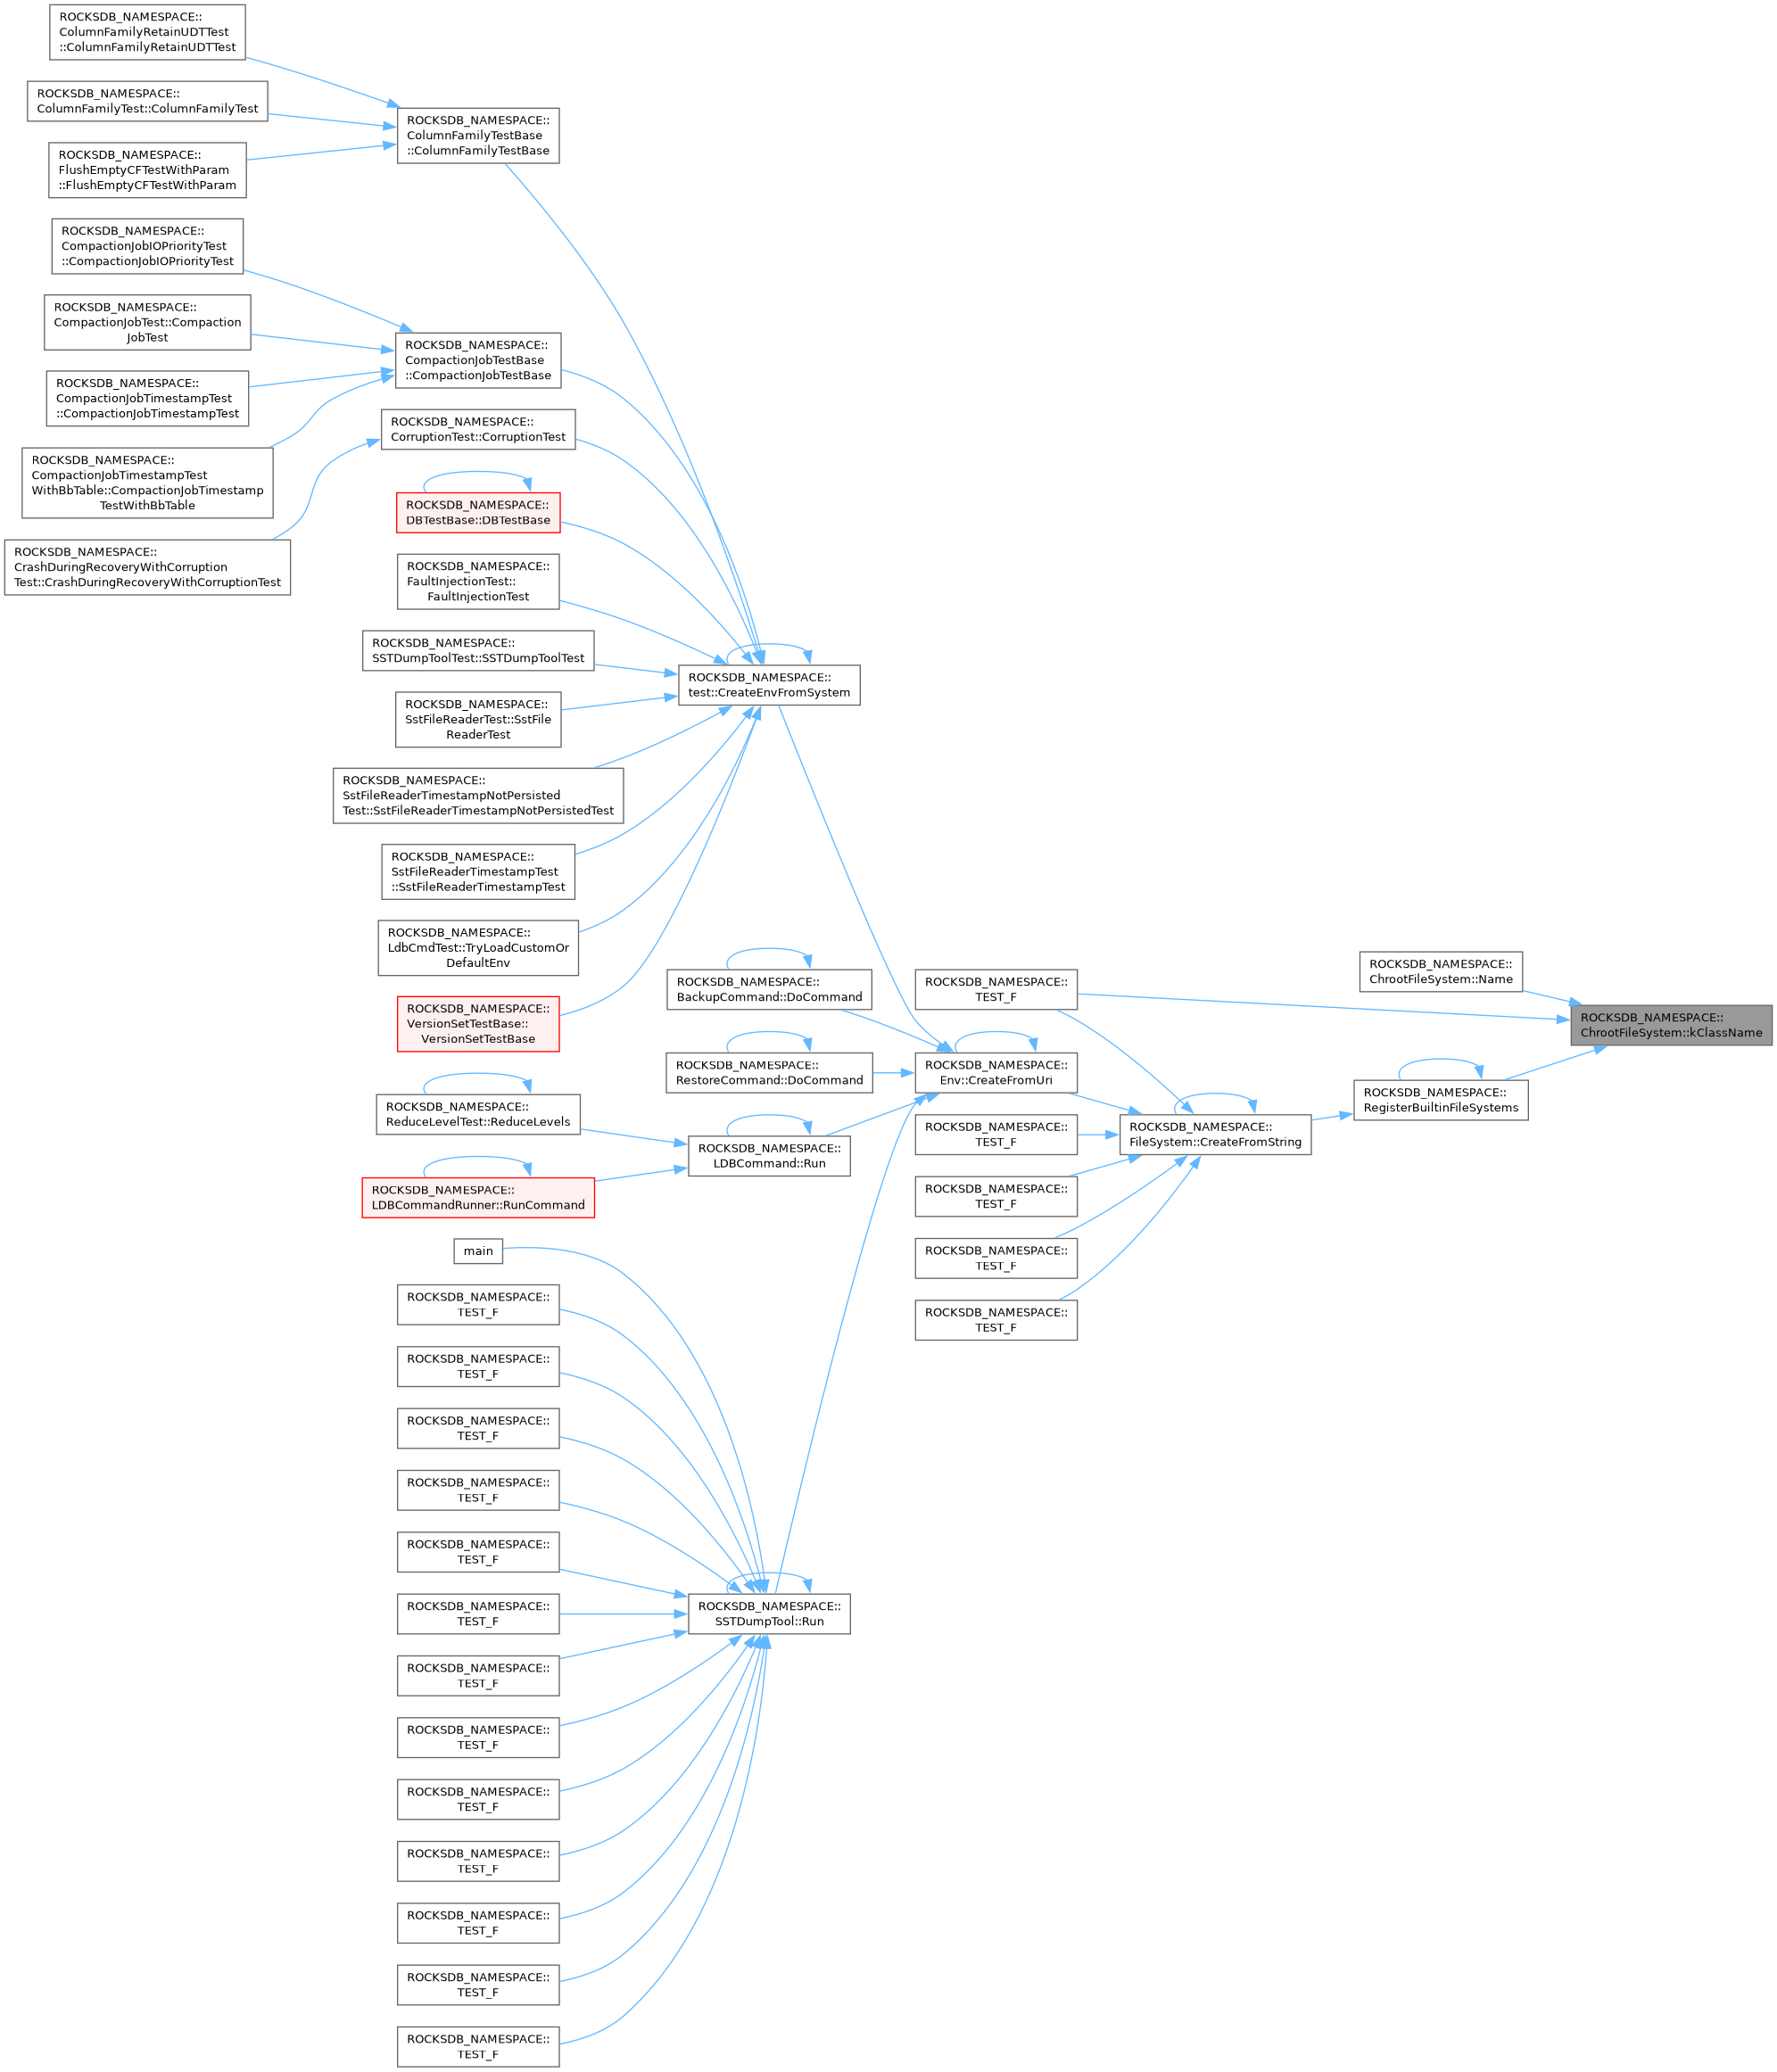 ROCKSDB_NAMESPACE::
ColumnFamilyRetainUDTTest
::ColumnFamilyRetainUDTTest
ROCKSDB_NAMESPACE::
ColumnFamilyTest::ColumnFamilyTest
ROCKSDB_NAMESPACE::
FlushEmptyCFTestWithParam
::FlushEmptyCFTestWithParam
ROCKSDB_NAMESPACE::
CompactionJobIOPriorityTest
::CompactionJobIOPriorityTest
ROCKSDB_NAMESPACE::
CompactionJobTest::Compaction
JobTest
ROCKSDB_NAMESPACE::
CompactionJobTimestampTest
::CompactionJobTimestampTest
ROCKSDB_NAMESPACE::
CompactionJobTimestampTest
WithBbTable::CompactionJobTimestamp
TestWithBbTable
ROCKSDB_NAMESPACE::
CrashDuringRecoveryWithCorruption
Test::CrashDuringRecoveryWithCorruptionTest
ROCKSDB_NAMESPACE::
ColumnFamilyTestBase
::ColumnFamilyTestBase
ROCKSDB_NAMESPACE::
CompactionJobTestBase
::CompactionJobTestBase
ROCKSDB_NAMESPACE::
CorruptionTest::CorruptionTest
ROCKSDB_NAMESPACE::
DBTestBase::DBTestBase
ROCKSDB_NAMESPACE::
FaultInjectionTest::
FaultInjectionTest
ROCKSDB_NAMESPACE::
SSTDumpToolTest::SSTDumpToolTest
ROCKSDB_NAMESPACE::
SstFileReaderTest::SstFile
ReaderTest
ROCKSDB_NAMESPACE::
SstFileReaderTimestampNotPersisted
Test::SstFileReaderTimestampNotPersistedTest
ROCKSDB_NAMESPACE::
SstFileReaderTimestampTest
::SstFileReaderTimestampTest
ROCKSDB_NAMESPACE::
LdbCmdTest::TryLoadCustomOr
DefaultEnv
ROCKSDB_NAMESPACE::
VersionSetTestBase::
VersionSetTestBase
ROCKSDB_NAMESPACE::
ReduceLevelTest::ReduceLevels
ROCKSDB_NAMESPACE::
LDBCommandRunner::RunCommand
main
ROCKSDB_NAMESPACE::
TEST_F
ROCKSDB_NAMESPACE::
TEST_F
ROCKSDB_NAMESPACE::
TEST_F
ROCKSDB_NAMESPACE::
TEST_F
ROCKSDB_NAMESPACE::
TEST_F
ROCKSDB_NAMESPACE::
TEST_F
ROCKSDB_NAMESPACE::
TEST_F
ROCKSDB_NAMESPACE::
TEST_F
ROCKSDB_NAMESPACE::
TEST_F
ROCKSDB_NAMESPACE::
TEST_F
ROCKSDB_NAMESPACE::
TEST_F
ROCKSDB_NAMESPACE::
TEST_F
ROCKSDB_NAMESPACE::
TEST_F
ROCKSDB_NAMESPACE::
test::CreateEnvFromSystem
ROCKSDB_NAMESPACE::
BackupCommand::DoCommand
ROCKSDB_NAMESPACE::
RestoreCommand::DoCommand
ROCKSDB_NAMESPACE::
LDBCommand::Run
ROCKSDB_NAMESPACE::
SSTDumpTool::Run
ROCKSDB_NAMESPACE::
TEST_F
ROCKSDB_NAMESPACE::
Env::CreateFromUri
ROCKSDB_NAMESPACE::
TEST_F
ROCKSDB_NAMESPACE::
TEST_F
ROCKSDB_NAMESPACE::
TEST_F
ROCKSDB_NAMESPACE::
TEST_F
ROCKSDB_NAMESPACE::
FileSystem::CreateFromString
ROCKSDB_NAMESPACE::
ChrootFileSystem::Name
ROCKSDB_NAMESPACE::
RegisterBuiltinFileSystems
ROCKSDB_NAMESPACE::
ChrootFileSystem::kClassName